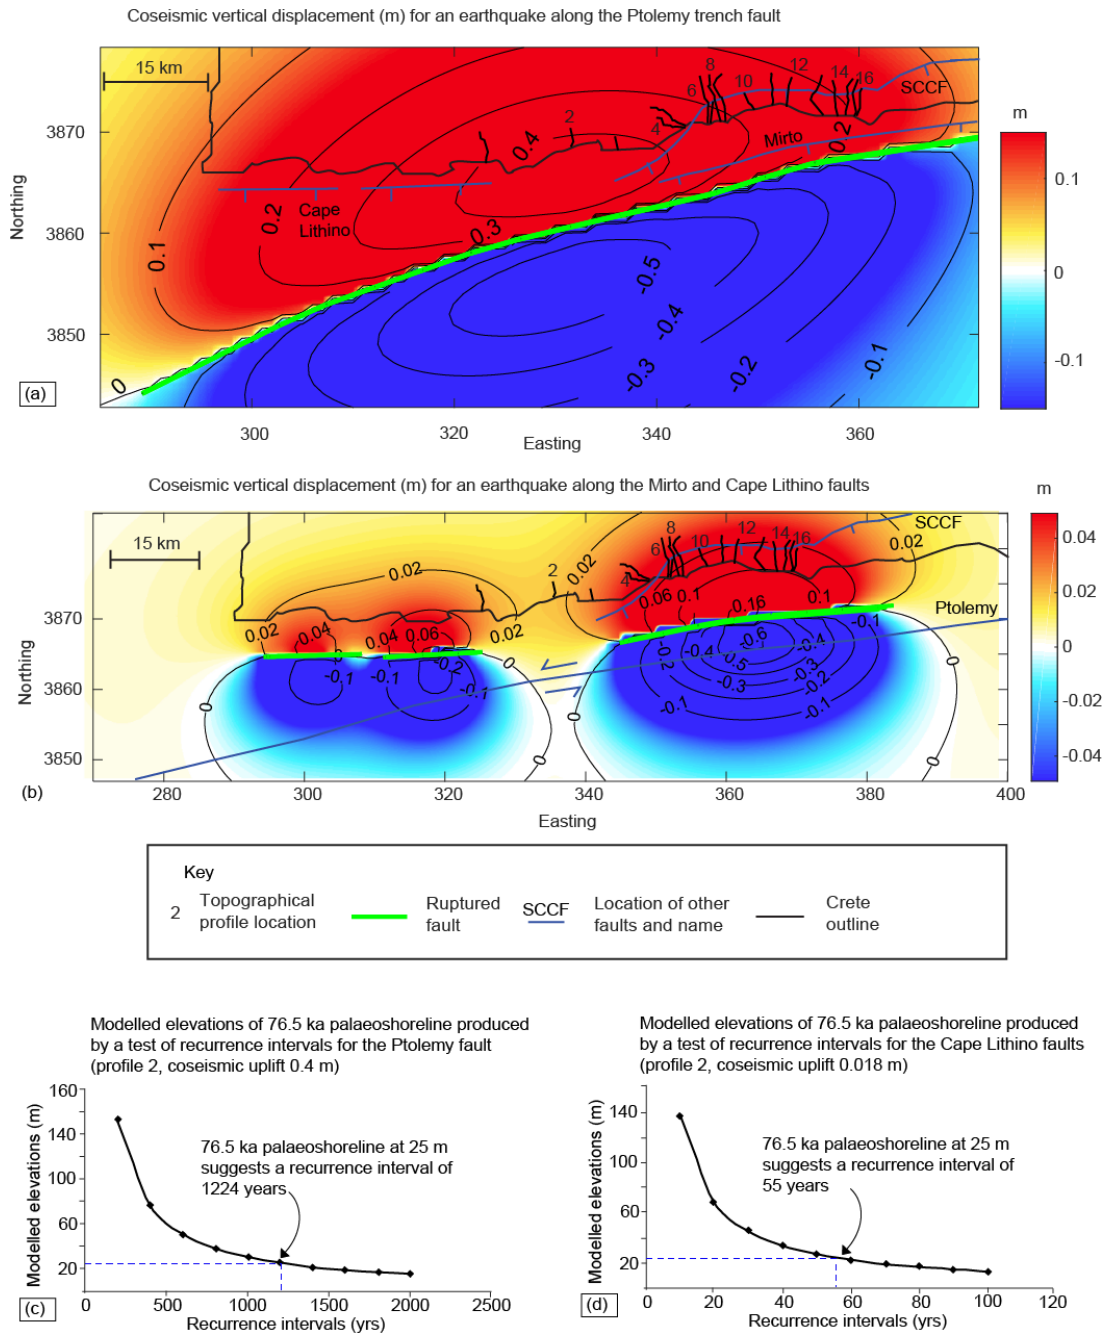 Coseismic vertical displacement (m) for an earthquake along the Ptolemy trench fault
15 km
8
12
6
10
14
16
SCCF
2
4
0.4
0.2
Mirto
m
3870
0.1
0.2
Cape
Lithino
0.3
3860
Northing
0
-0.5
-0.4
0.1
-0.1
3850
-0.3
-0.2
-0.1
0
(a)
300
320
340
360
Easting
Coseismic vertical displacement (m) for an earthquake along the Mirto and Cape Lithino faults
m
15 km
8
12
6
10
14
16
SCCF
2
4
0.02
0.02
0.02
0.04
0.06
0.1
0.16
0.1
0.02
0.04
0.04
0.06
0.02
Ptolemy
0.02
3870
0
-0.2
-0.1
-0.1
-0.1
0
-0.2
-0.4
-0.6
-0.4
-0.5
-0.3
-0.3
-0.2
-0.1
-0.1
-0.1
0
0
0
3860
3850
Northing
0
-0.02
-0.04
(b)
280
300
320
340
360
380
400
Easting
Key
2
Topographical
profile location
Ruptured
fault
SCCF
Location of other
faults and name
Crete
outline
Modelled elevations of 76.5 ka palaeoshoreline produced
by a test of recurrence intervals for the Ptolemy fault
(profile 2, coseismic uplift 0.4 m)
160
140
100
60
20
Modelled elevations (m)
76.5 ka palaeoshoreline at 25 m
suggests a recurrence interval of
1224 years
(c)
0
500
1000
1500
2000
2500
Recurrence intervals (yrs)
Modelled elevations of 76.5 ka palaeoshoreline produced
by a test of recurrence intervals for the Cape Lithino faults
(profile 2, coseismic uplift 0.018 m)
140
100
60
20
Modelled elevations (m)
76.5 ka palaeoshoreline at 25 m
suggests a recurrence interval of
55 years
(d)
0
20
40
60
80
100
120
Recurrence intervals (yrs)